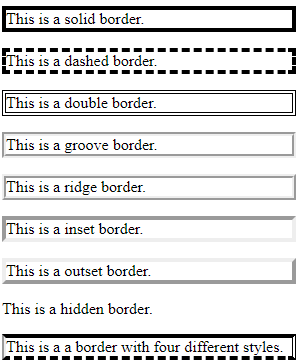 This is a solid border.
This is a dashed border.
This is a double border.
This is a groove border.
This is a ridge border.
This is a inset border.
This is a outset border.
This is a hidden border.
This is a a border with four different styles.